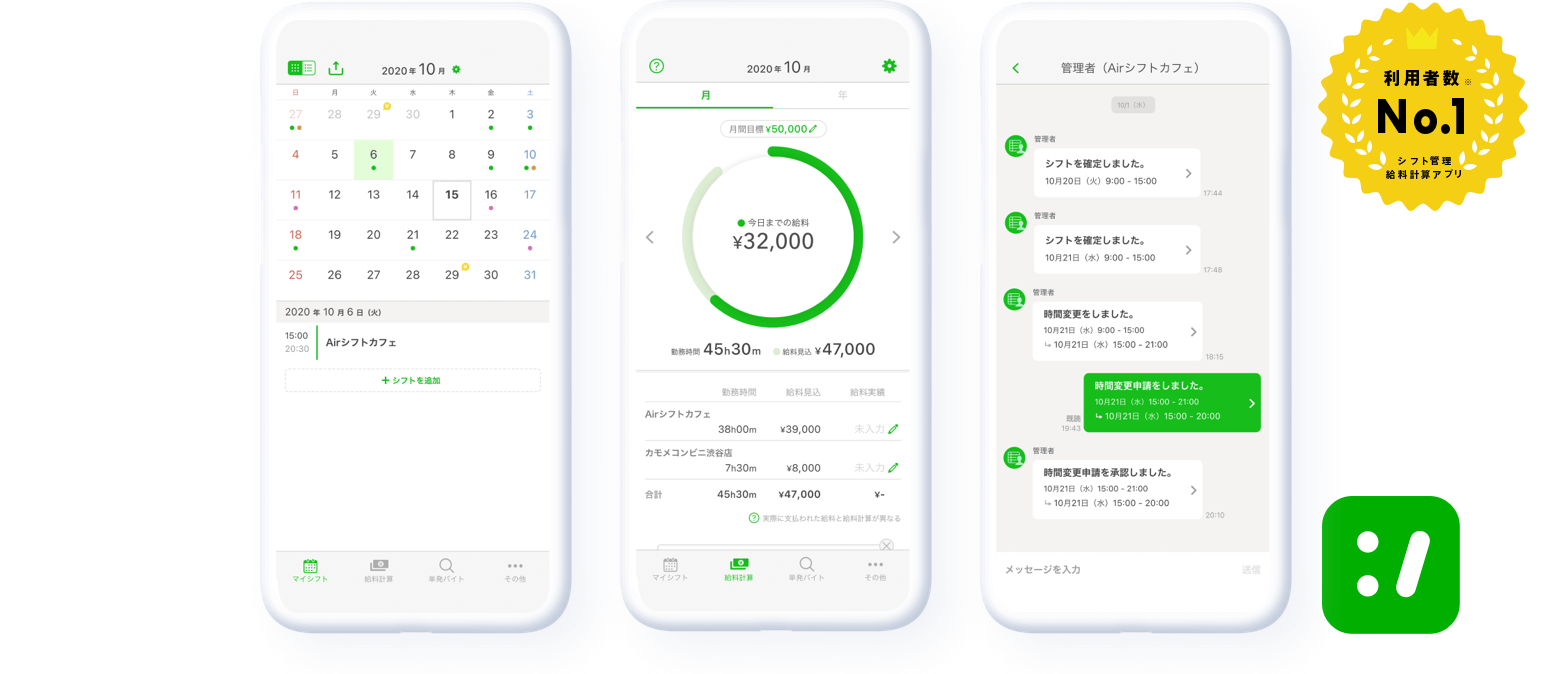 2020年10月
日 月 火 水 木 金 土
27 28 29 30 1 2 3
4 5 6 7 8 9 10
11 12 13 14 15 16 17
18 19 20 21 22 23 24
25 26 27 28 29 30 31
2020年10月6日(火)
15:00
20:30
Airシフトカフェ
+ シフトを追加
マイシフト 給料計算 単発バイト その他
2020年10月
月 年
月間目標 ¥50,000
今日までの給料
¥32,000
勤務時間 45h30m 給料見込 ¥47,000
勤務時間 給料見込 給料実績
Airシフトカフェ
38h00m ¥39,000 未入力
カモメコンビニ渋谷店
7h30m ¥8,000 未入力
合計 45h30m ¥47,000 ¥-
? 実際に支払われた給料と給料計算が異なる
マイシフト 給料計算 単発バイト その他
管理者（Airシフトカフェ）
10/1（水）
管理者
シフトを確定しました。
10月20日（火）9:00 - 15:00
17:44
管理者
シフトを確定しました。
10月21日（水）9:00 - 15:00
17:48
管理者
時間変更をしました。
10月21日（水）9:00 - 15:00
↳ 10月21日（水）15:00 - 21:00
18:15
時間変更申請をしました。
10月21日（水）15:00 - 21:00
↳ 10月21日（水）15:00 - 20:00
既読
19:43
管理者
時間変更申請を承認しました。
10月21日（水）15:00 - 21:00
↳ 10月21日（水）15:00 - 20:00
20:10
メッセージを入力 送信
利用者数※
No.1
シフト管理
給料計算アプリ